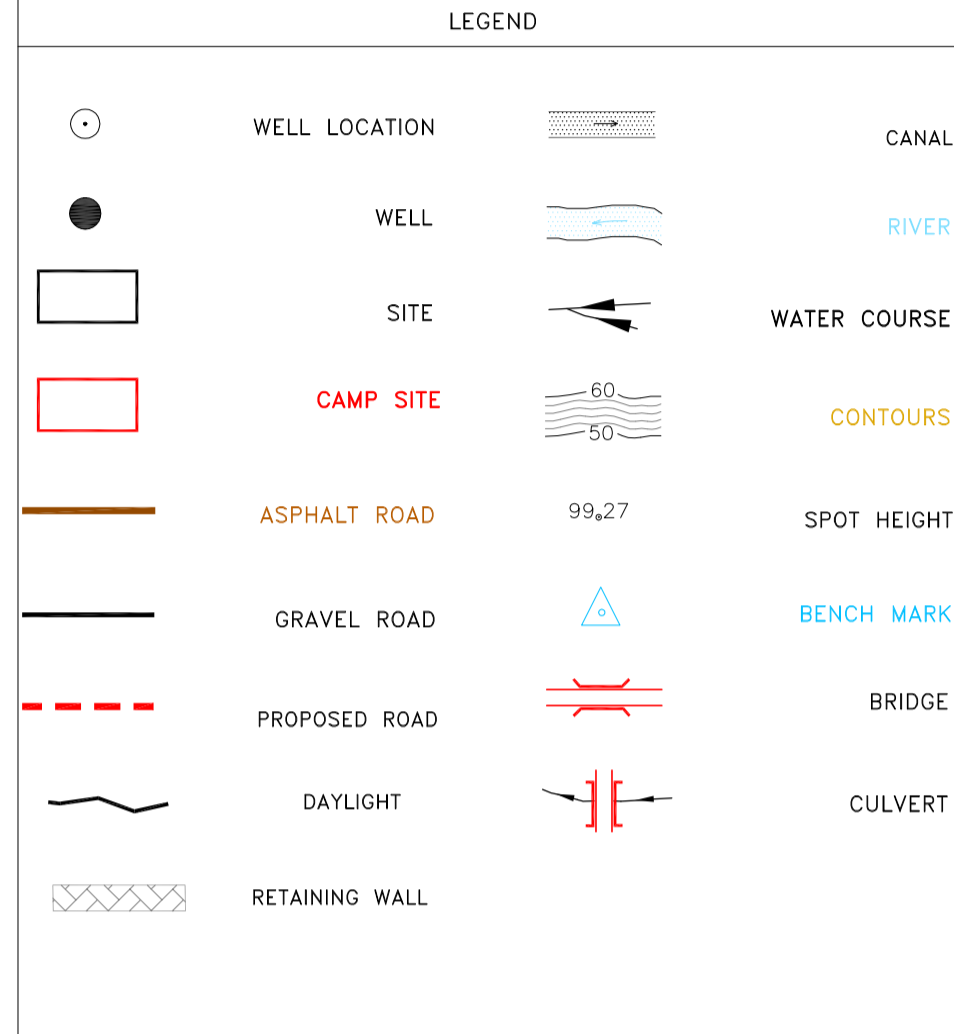 LEGEND
WELL LOCATION
CANAL
WELL
RIVER
SITE
WATER COURSE
CAMP SITE
60
50
CONTOURS
ASPHALT ROAD
99.27
SPOT HEIGHT
GRAVEL ROAD
BENCH MARK
PROPOSED ROAD
BRIDGE
DAYLIGHT
CULVERT
RETAINING WALL